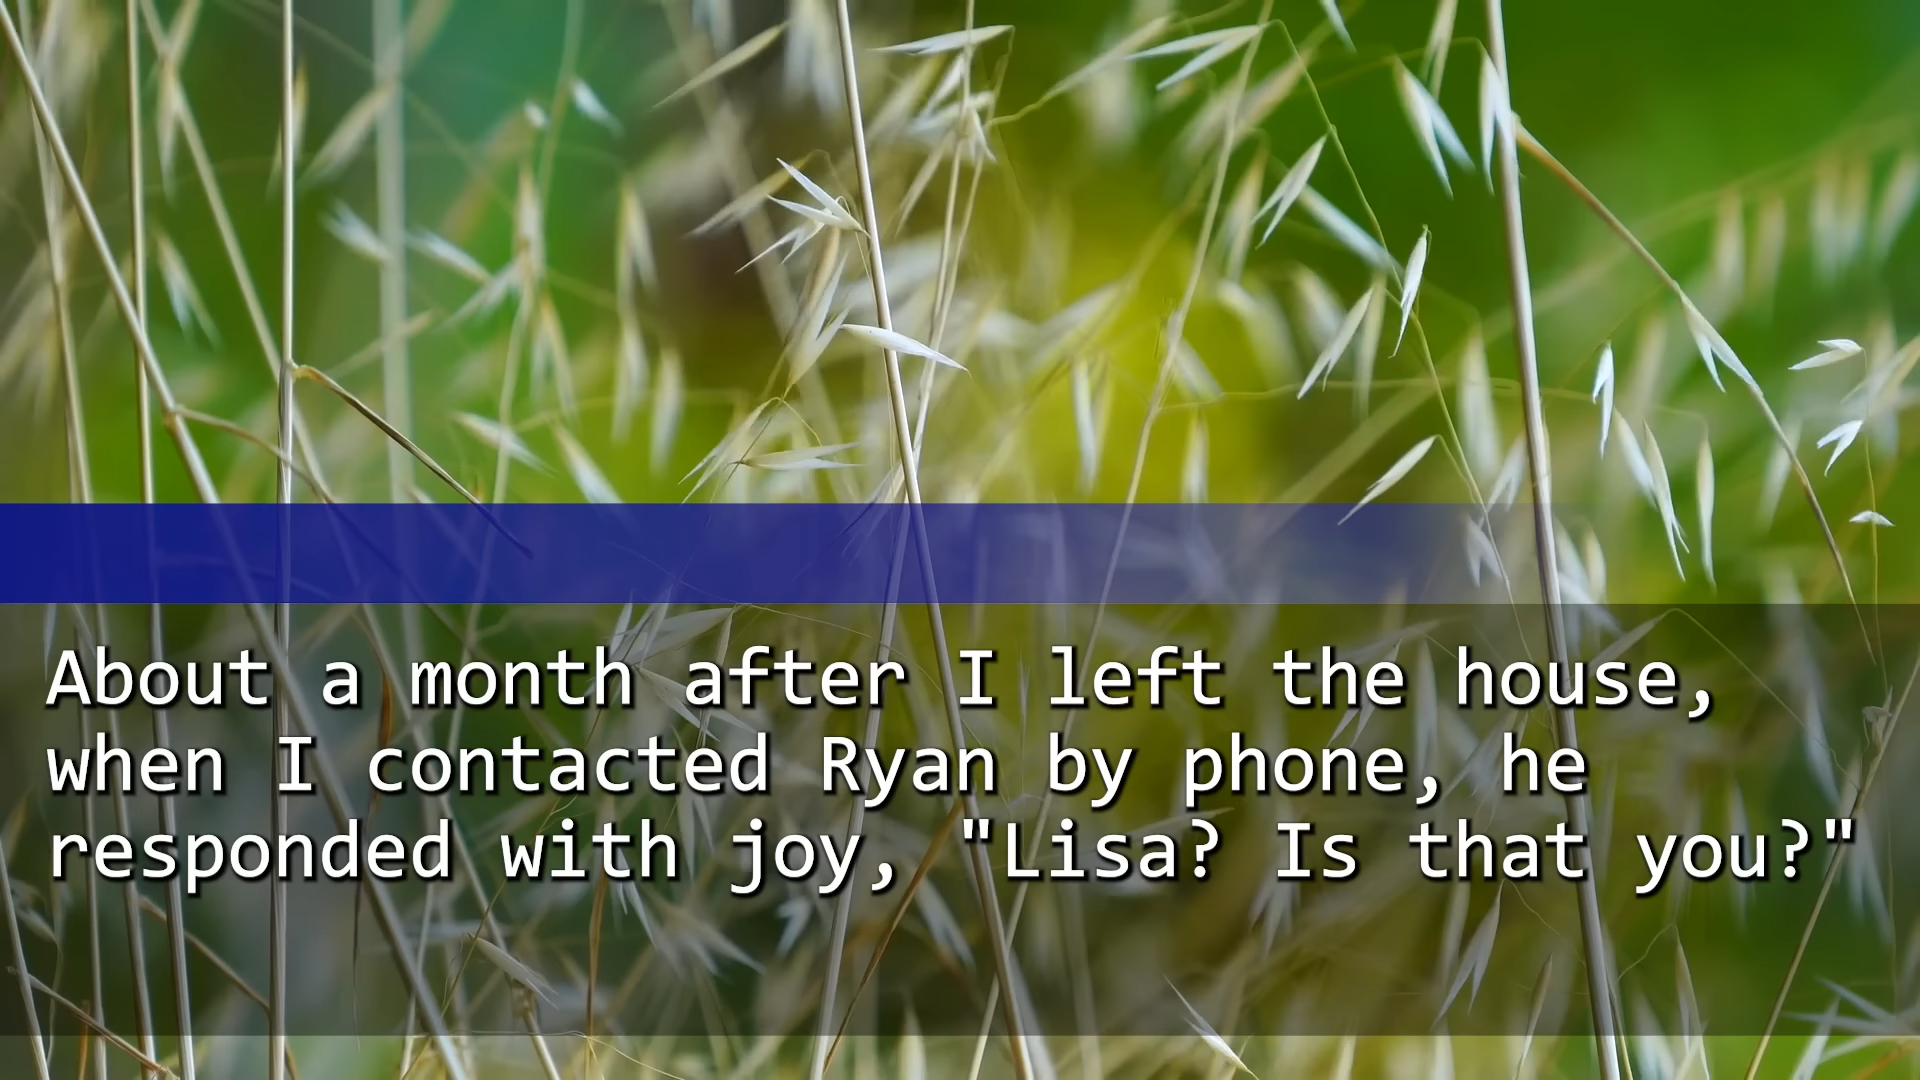 About a month after I left the house,
when I contacted Ryan by phone, he
responded with joy, "Lisa? Is that you?"